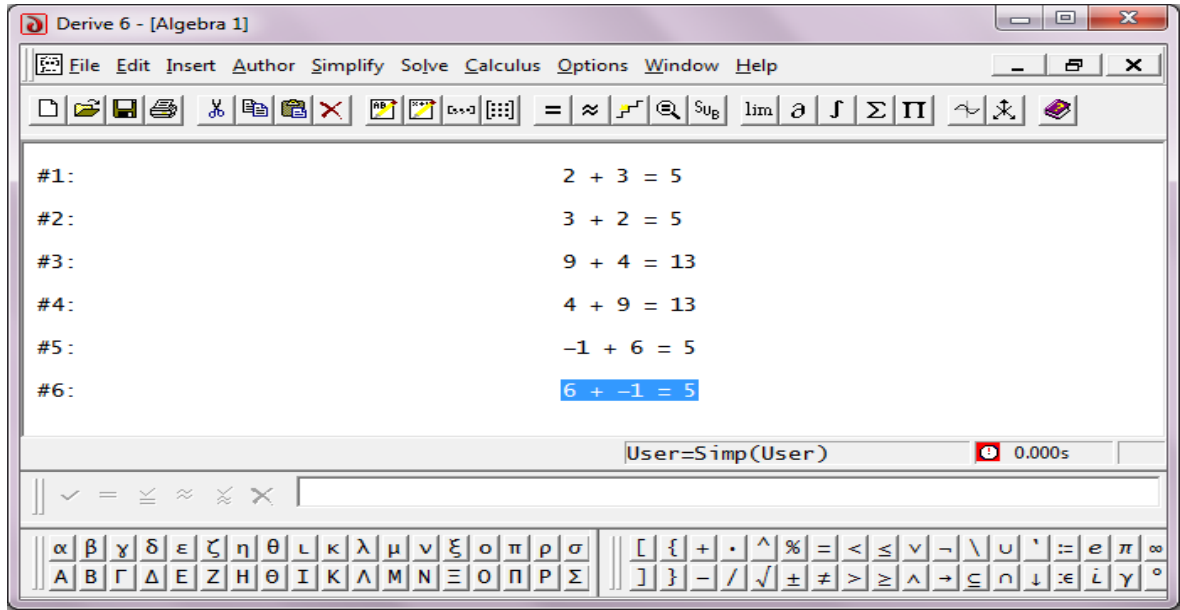 Derive 6 - [Algebra 1]
File Edit Insert Author Simplify Solve Calculus Options Window Help
= ≈ SUB lim ∂ ∫ Σ Π
#1: 2 + 3 = 5
#2: 3 + 2 = 5
#3: 9 + 4 = 13
#4: 4 + 9 = 13
#5: −1 + 6 = 5
#6: 6 + −1 = 5
User=Simp(User) 0.000s
α β γ δ ε ζ η θ ι κ λ μ ν ξ ο π ρ σ [ { + · ^ % = < ≤ ∨ ¬ \ ∪ ‵ := e π ∞
Α Β Γ Δ Ε Ζ Η Θ Ι Κ Λ Μ Ν Ξ Ο Π Ρ Σ ] } − / √ ± ≠ > ≥ ∧ → ⊆ ∩ ↓ :∈ i γ °